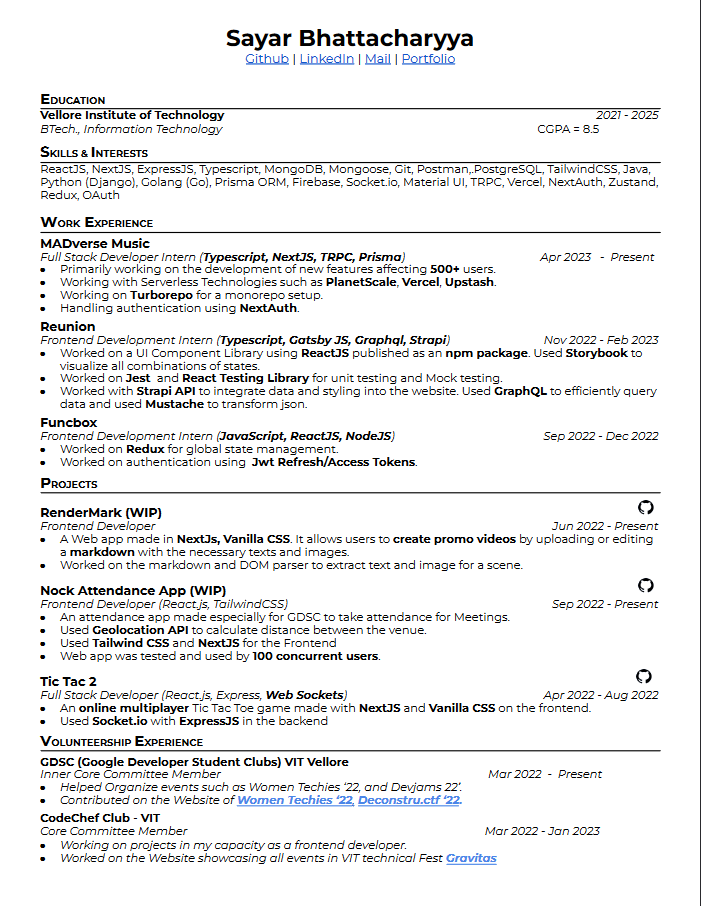 Sayar Bhattacharyya
Github | LinkedIn | Mail | Portfolio
Education
Vellore Institute of Technology 2021 - 2025
BTech., Information Technology CGPA = 8.5
Skills & Interests
ReactJS, NextJS, ExpressJS, Typescript, MongoDB, Mongoose, Git, Postman,.PostgreSQL, TailwindCSS, Java,
Python (Django), Golang (Go), Prisma ORM, Firebase, Socket.io, Material UI, TRPC, Vercel, NextAuth, Zustand,
Redux, OAuth
Work Experience
MADverse Music
Full Stack Developer Intern (Typescript, NextJS, TRPC, Prisma) Apr 2023 - Present
• Primarily working on the development of new features affecting 500+ users.
• Working with Serverless Technologies such as PlanetScale, Vercel, Upstash.
• Working on Turborepo for a monorepo setup.
• Handling authentication using NextAuth.
Reunion
Frontend Development Intern (Typescript, Gatsby JS, Graphql, Strapi) Nov 2022 - Feb 2023
• Worked on a UI Component Library using ReactJS published as an npm package. Used Storybook to
visualize all combinations of states.
• Worked on Jest and React Testing Library for unit testing and Mock testing.
• Worked with Strapi API to integrate data and styling into the website. Used GraphQL to efficiently query
data and used Mustache to transform json.
Funcbox
Frontend Development Intern (JavaScript, ReactJS, NodeJS) Sep 2022 - Dec 2022
• Worked on Redux for global state management.
• Worked on authentication using Jwt Refresh/Access Tokens.
Projects
RenderMark (WIP)
Frontend Developer Jun 2022 - Present
• A Web app made in NextJs, Vanilla CSS. It allows users to create promo videos by uploading or editing
a markdown with the necessary texts and images.
• Worked on the markdown and DOM parser to extract text and image for a scene.
Nock Attendance App (WIP)
Frontend Developer (React.js, TailwindCSS) Sep 2022 - Present
• An attendance app made especially for GDSC to take attendance for Meetings.
• Used Geolocation API to calculate distance between the venue.
• Used Tailwind CSS and NextJS for the Frontend
• Web app was tested and used by 100 concurrent users.
Tic Tac 2
Full Stack Developer (React.js, Express, Web Sockets) Apr 2022 - Aug 2022
• An online multiplayer Tic Tac Toe game made with NextJS and Vanilla CSS on the frontend.
• Used Socket.io with ExpressJS in the backend
Volunteership Experience
GDSC (Google Developer Student Clubs) VIT Vellore
Inner Core Committee Member Mar 2022 - Present
• Helped Organize events such as Women Techies ‘22, and Devjams 22’.
• Contributed on the Website of Women Techies ‘22, Deconstru.ctf ‘22.
CodeChef Club - VIT
Core Committee Member Mar 2022 - Jan 2023
• Working on projects in my capacity as a frontend developer.
• Worked on the Website showcasing all events in VIT technical Fest Gravitas